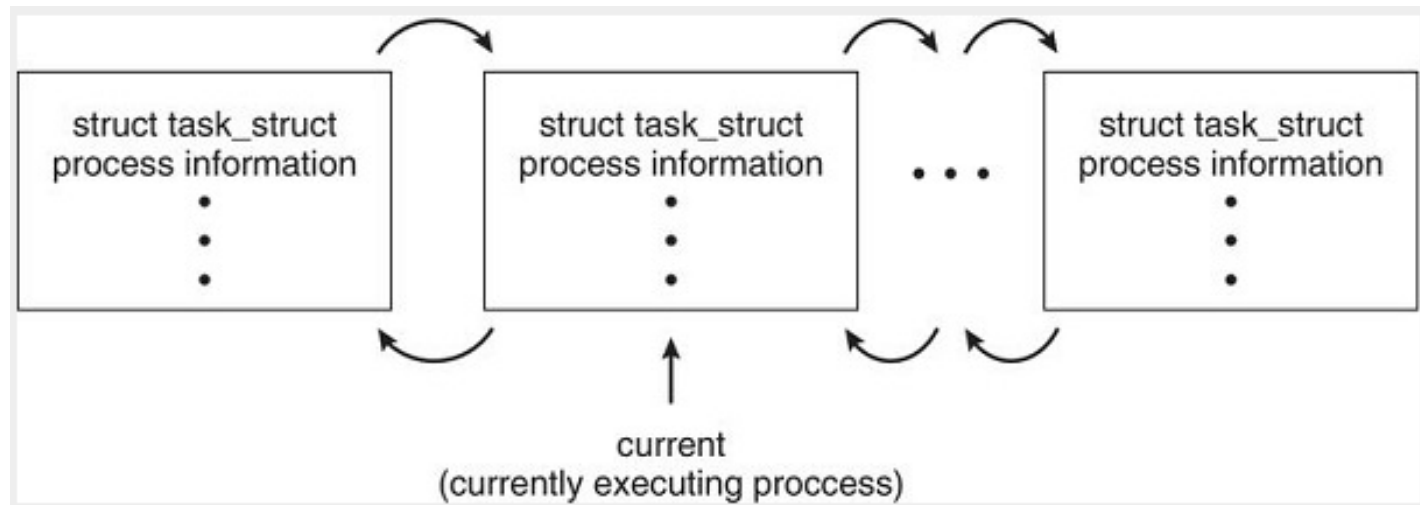 struct task_struct
process information
struct task_struct
process information
struct task_struct
process information
current
(currently executing proccess)